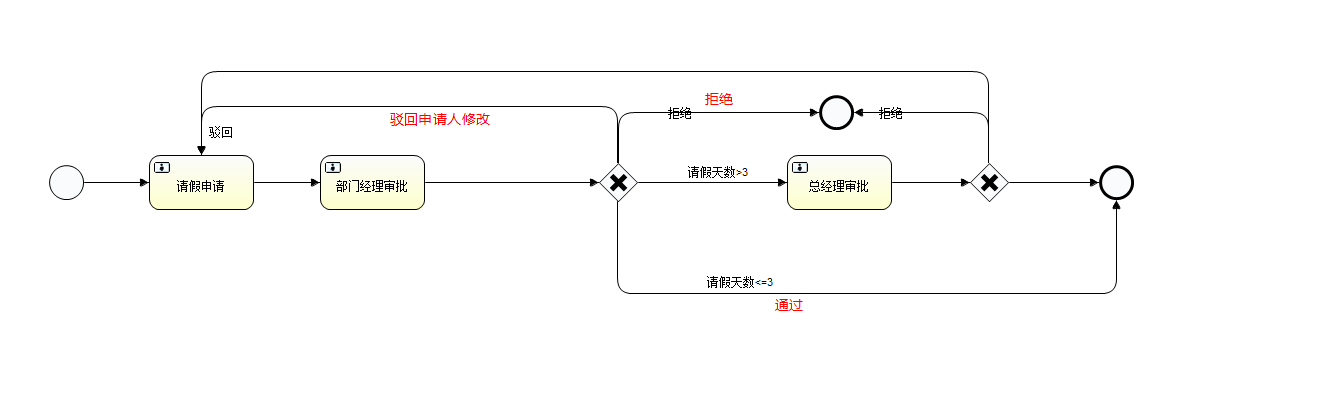 拒绝
拒绝
拒绝
驳回申请人修改
驳回
请假申请
部门经理审批
请假天数>3
总经理审批
请假天数<=3
通过